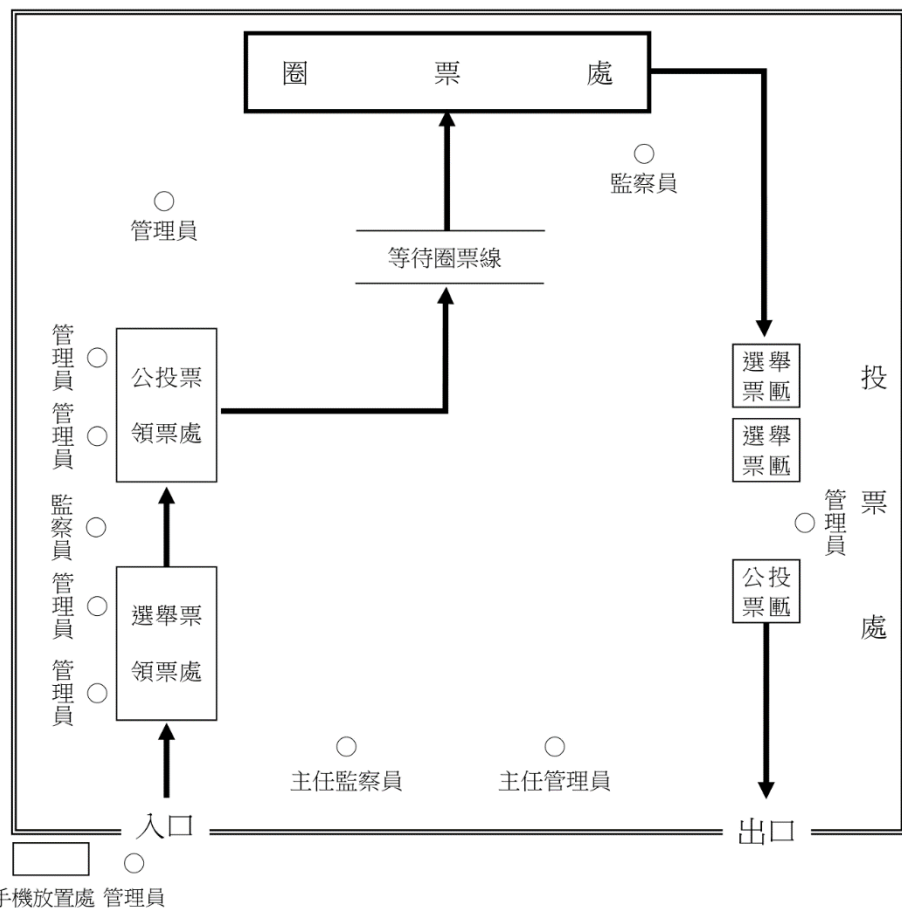 圈票處
監察員
管理員
等待圈票線
管理員
公投票
領票處
管理員
監察員
管理員
選舉票
領票處
管理員
選舉
票匭
選舉
票匭
管理員
公投
票匭
投票處
主任監察員
主任管理員
入口
出口
手機放置處
管理員